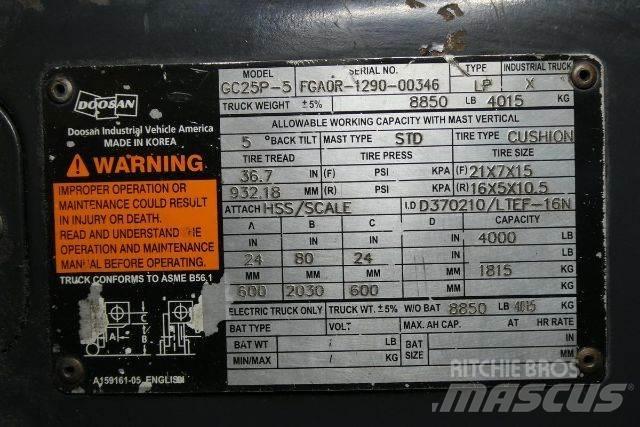 DOOSAN
Doosan Industrial Vehicle America
MADE IN KOREA
WARNING
IMPROPER OPERATION OR
MAINTENANCE COULD RESULT
IN INJURY OR DEATH.
READ AND UNDERSTAND THE
OPERATION AND MAINTENANCE
MANUAL BEFORE OPERATING.
TRUCK CONFORMS TO ASME B56.1
C
B
A
A159161-05 ENGLISH
MODEL SERIAL NO. TYPE INDUSTRIAL TRUCK
GC25P-5 FGA0R-1290-00346 LP X
TRUCK WEIGHT ±5% 8850 LB 4015 KG
ALLOWABLE WORKING CAPACITY WITH MAST VERTICAL
5 ° BACK TILT MAST TYPE STD TIRE TYPE CUSHION
TIRE TREAD TIRE PRESS TIRE SIZE
36.7 IN (F) PSI KPA (F) 21X7X15
932.18 MM (R) PSI KPA (R) 16X5X10.5
ATTACH HSS/SCALE I.D D370210/LTEF-16N
A B C D CAPACITY
IN IN IN IN 4000 LB
24 80 24
MM MM MM MM 1815 KG
600 2030 600
ELECTRIC TRUCK ONLY TRUCK WT. ±5% W/O BAT 8850 LB 4015 KG
BAT TYPE VOLT MAX. AH CAP. AT HR RATE
BAT WT / LB BAT SIZE IN
MIN/MAX / KG MM
RITCHIE BROS.
MASCUS